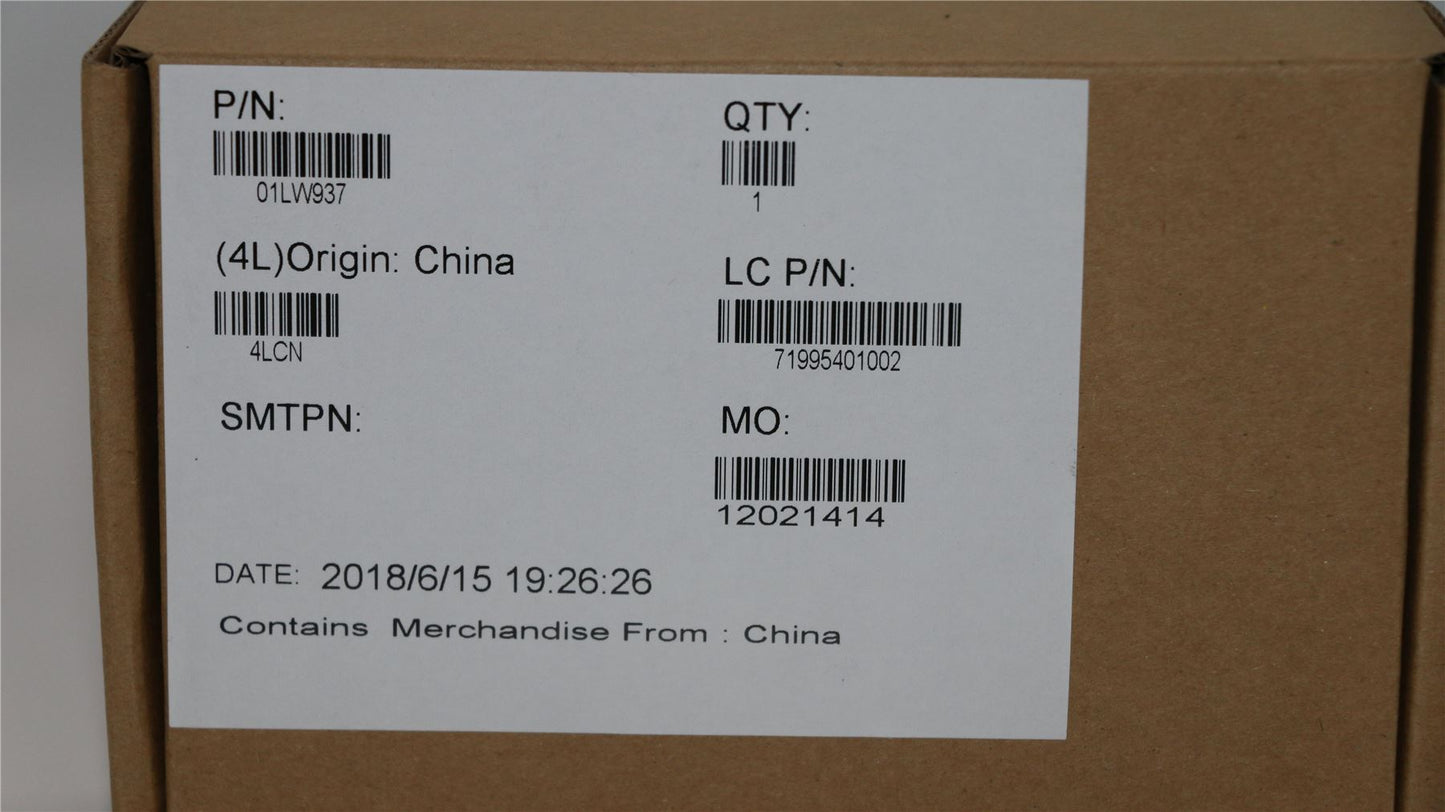 P/N:
01LW937
QTY:
1
(4L)Origin: China
4LCN
LC P/N:
71995401002
SMTPN:
MO:
12021414
DATE: 2018/6/15 19:26:26
Contains Merchandise From : China